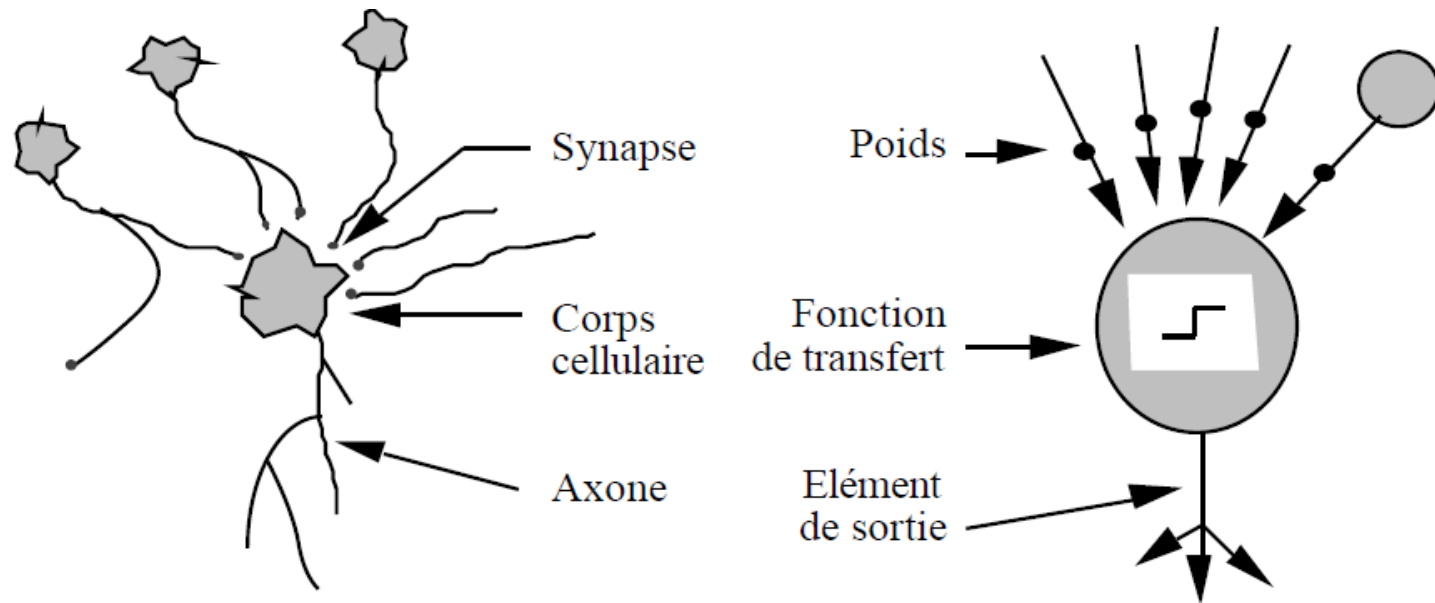 Synapse
Corps
cellulaire
Axone
Poids
Fonction
de transfert
Elément
de sortie